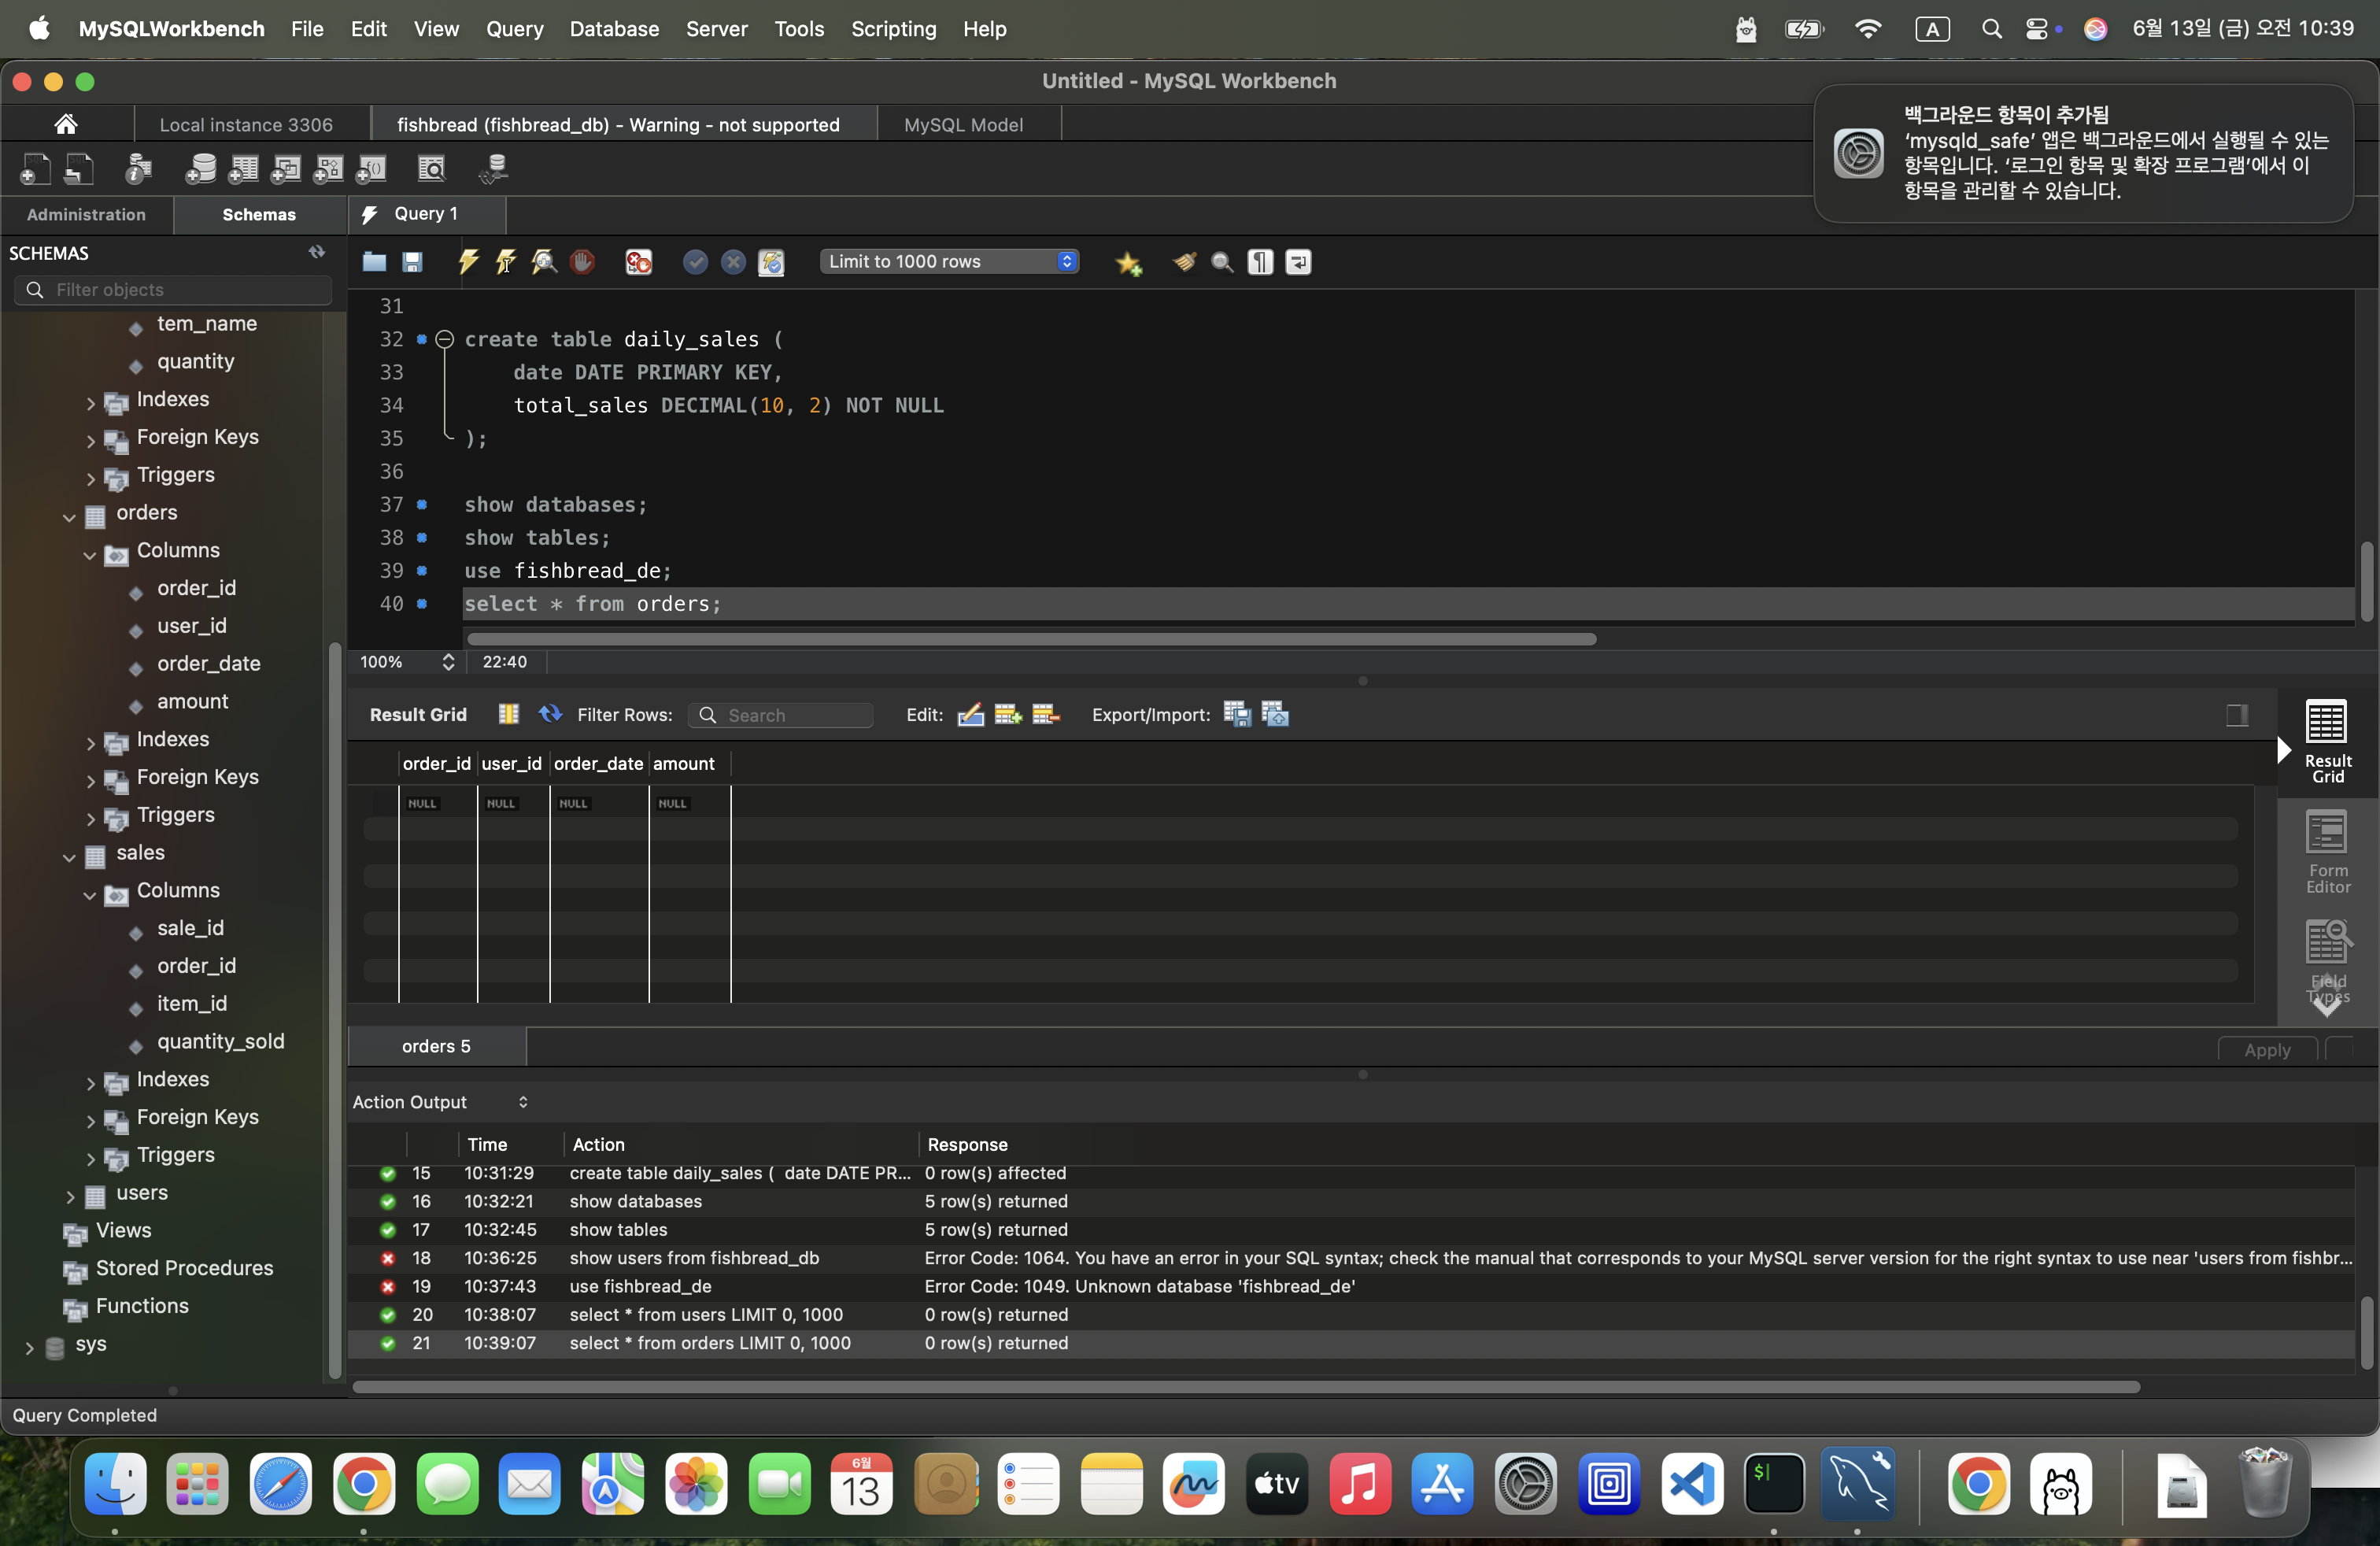 MySQLWorkbench File Edit View Query Database Server Tools Scripting Help
A 6월 13일 (금) 오전 10:39
Untitled - MySQL Workbench
Local instance 3306
fishbread (fishbread_db) - Warning - not supported
MySQL Model
백그라운드 항목이 추가됨
‘mysqld_safe’ 앱은 백그라운드에서 실행될 수 있는
항목입니다. ‘로그인 항목 및 확장 프로그램’에서 이
항목을 관리할 수 있습니다.
Administration
Schemas
Query 1
SCHEMAS
Filter objects
tem_name
quantity
Indexes
Foreign Keys
Triggers
orders
Columns
order_id
user_id
order_date
amount
Indexes
Foreign Keys
Triggers
sales
Columns
sale_id
order_id
item_id
quantity_sold
Indexes
Foreign Keys
Triggers
users
Views
Stored Procedures
Functions
sys
Limit to 1000 rows
31
32 create table daily_sales (
33 date DATE PRIMARY KEY,
34 total_sales DECIMAL(10, 2) NOT NULL
35 );
36
37 show databases;
38 show tables;
39 use fishbread_de;
40 select * from orders;
100% 22:40
Result Grid Filter Rows: Search Edit: Export/Import:
order_id user_id order_date amount
NULL NULL NULL NULL
Result
Grid
Form
Editor
Field
Types
orders 5
Apply
Action Output
Time Action Response
15 10:31:29 create table daily_sales ( date DATE PR... 0 row(s) affected
16 10:32:21 show databases 5 row(s) returned
17 10:32:45 show tables 5 row(s) returned
18 10:36:25 show users from fishbread_db Error Code: 1064. You have an error in your SQL syntax; check the manual that corresponds to your MySQL server version for the right syntax to use near 'users from fishbr...
19 10:37:43 use fishbread_de Error Code: 1049. Unknown database 'fishbread_de'
20 10:38:07 select * from users LIMIT 0, 1000 0 row(s) returned
21 10:39:07 select * from orders LIMIT 0, 1000 0 row(s) returned
Query Completed
6월
13
tv
$